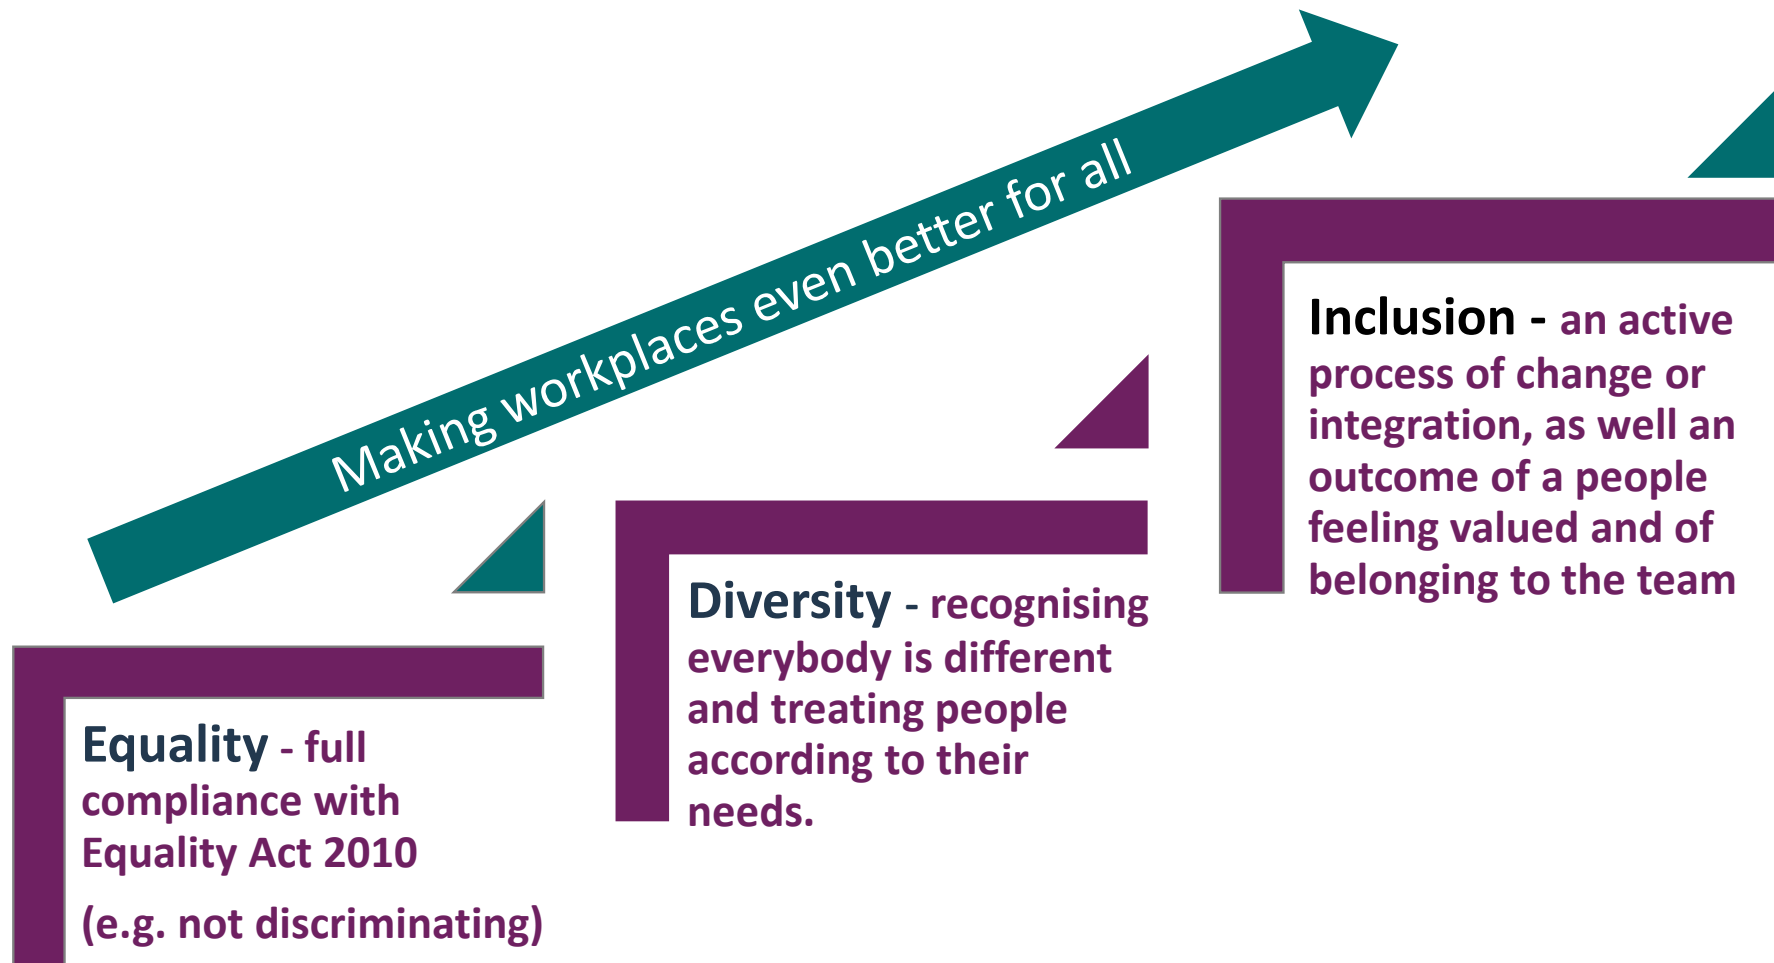 Making workplaces even better for all
Equality - full
compliance with
Equality Act 2010
(e.g. not discriminating)
Diversity - recognising
everybody is different
and treating people
according to their
needs.
Inclusion - an active
process of change or
integration, as well an
outcome of a people
feeling valued and of
belonging to the team